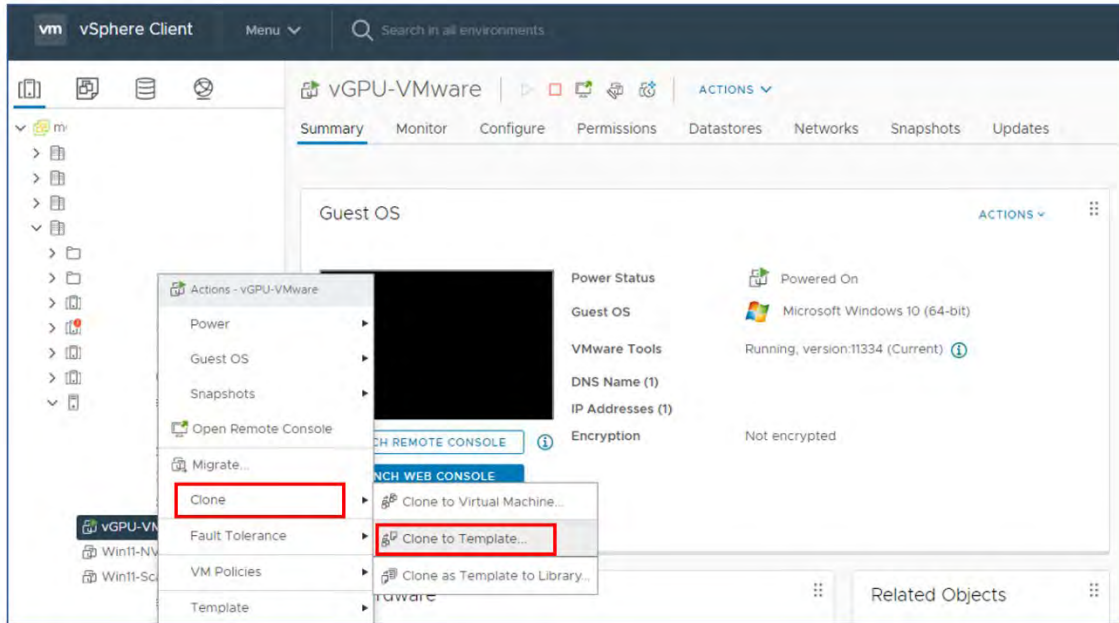 vm vSphere Client Menu Search in all environments
vGPU-VMware ACTIONS
Summary Monitor Configure Permissions Datastores Networks Snapshots Updates
Guest OS ACTIONS
Power Status Powered On
Guest OS Microsoft Windows 10 (64-bit)
VMware Tools Running, version:11334 (Current)
DNS Name (1)
IP Addresses (1)
Encryption Not encrypted
CH REMOTE CONSOLE
NCH WEB CONSOLE
Actions - vGPU-VMware
Power
Guest OS
Snapshots
Open Remote Console
Migrate...
Clone
Fault Tolerance
VM Policies
Template
Clone to Virtual Machine...
Clone to Template...
Clone as Template to Library...
vGPU-VM
Win11-NV
Win11-Sc
Related Objects